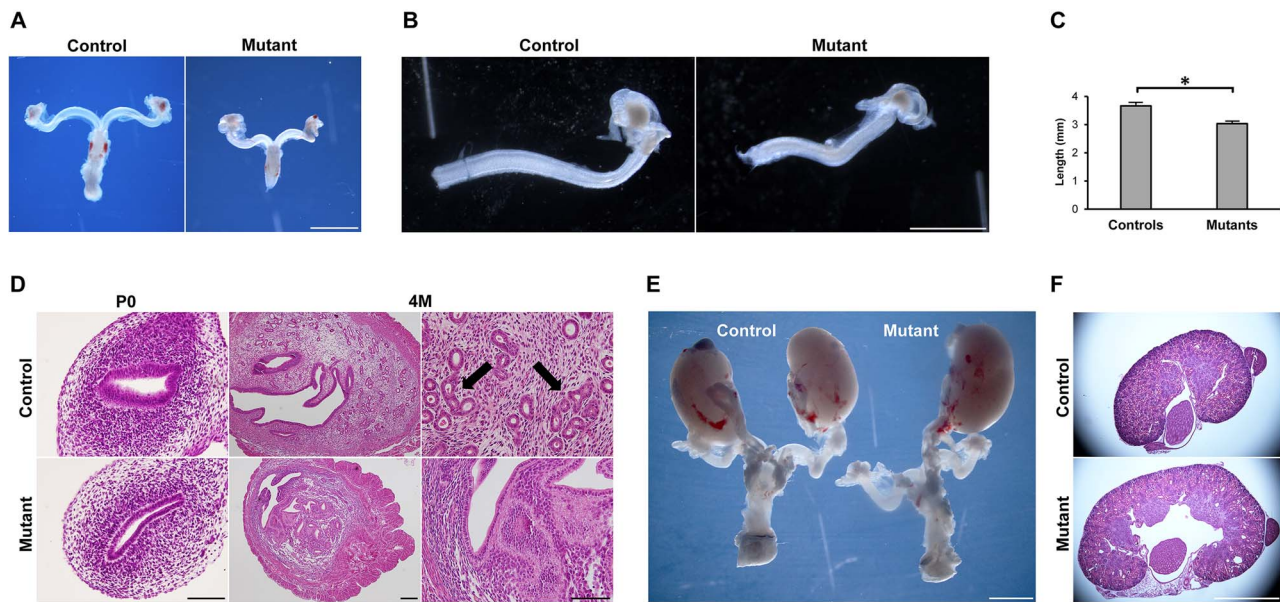 A
Control
Mutant
B
Control
Mutant
C
*
4
3
2
1
0
Length (mm)
Controls
Mutants
D
P0
4M
Control
Mutant
E
Control
Mutant
F
Control
Mutant